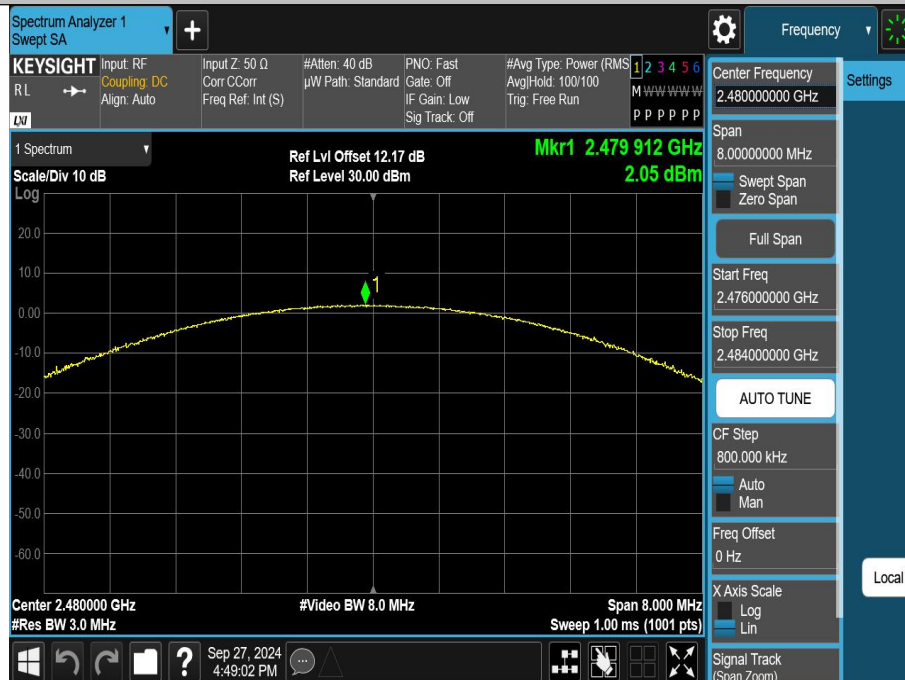 Spectrum Analyzer 1
Swept SA
Frequency
KEYSIGHT
RL
LXI
Input: RF
Coupling: DC
Align: Auto
Input Z: 50 Ω
Corr CCorr
Freq Ref: Int (S)
#Atten: 40 dB
µW Path: Standard
PNO: Fast
Gate: Off
IF Gain: Low
Sig Track: Off
#Avg Type: Power (RMS
Avg|Hold: 100/100
Trig: Free Run
1 2 3 4 5 6
M W W W W W
P P P P P P
1 Spectrum
Scale/Div 10 dB
Log
Ref Lvl Offset 12.17 dB
Ref Level 30.00 dBm
Mkr1 2.479 912 GHz
2.05 dBm
1
20.0
10.0
0.00
-10.0
-20.0
-30.0
-40.0
-50.0
-60.0
Center 2.480000 GHz
#Res BW 3.0 MHz
#Video BW 8.0 MHz
Span 8.000 MHz
Sweep 1.00 ms (1001 pts)
Sep 27, 2024
4:49:02 PM
Center Frequency
2.480000000 GHz
Settings
Span
8.00000000 MHz
Swept Span
Zero Span
Full Span
Start Freq
2.476000000 GHz
Stop Freq
2.484000000 GHz
AUTO TUNE
CF Step
800.000 kHz
Auto
Man
Freq Offset
0 Hz
Local
X Axis Scale
Log
Lin
Signal Track
(Span Zoom)